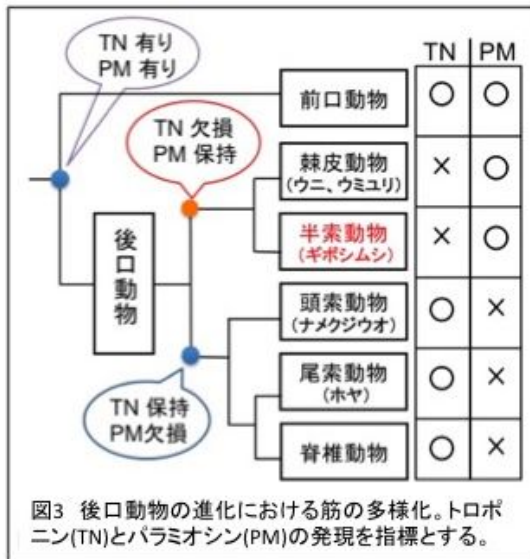 TN 有り
PM 有り
TN PM
前口動物 ○ ○
TN 欠損
PM 保持
棘皮動物 × ○
(ウニ、ウミユリ)
半索動物 × ○
(ギボシムシ)
後口動物
頭索動物 ○ ×
(ナメクジウオ)
尾索動物 ○ ×
(ホヤ)
TN 保持
PM欠損
脊椎動物 ○ ×
図3 後口動物の進化における筋の多様化。トロポ
ニン(TN)とパラミオシン(PM)の発現を指標とする。